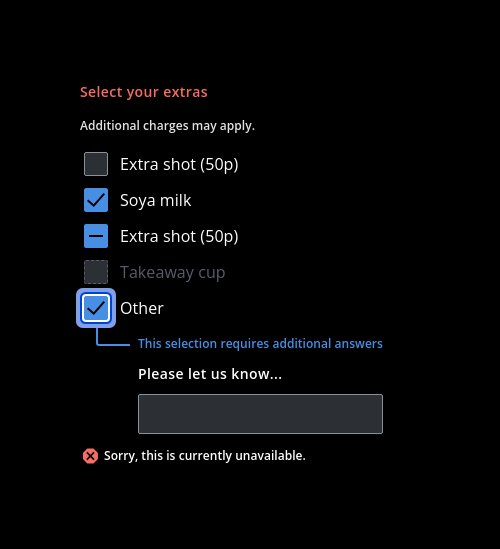 Select your extras
Additional charges may apply.
Extra shot (50p)
Soya milk
Extra shot (50p)
Takeaway cup
Other
This selection requires additional answers
Please let us know...
Sorry, this is currently unavailable.